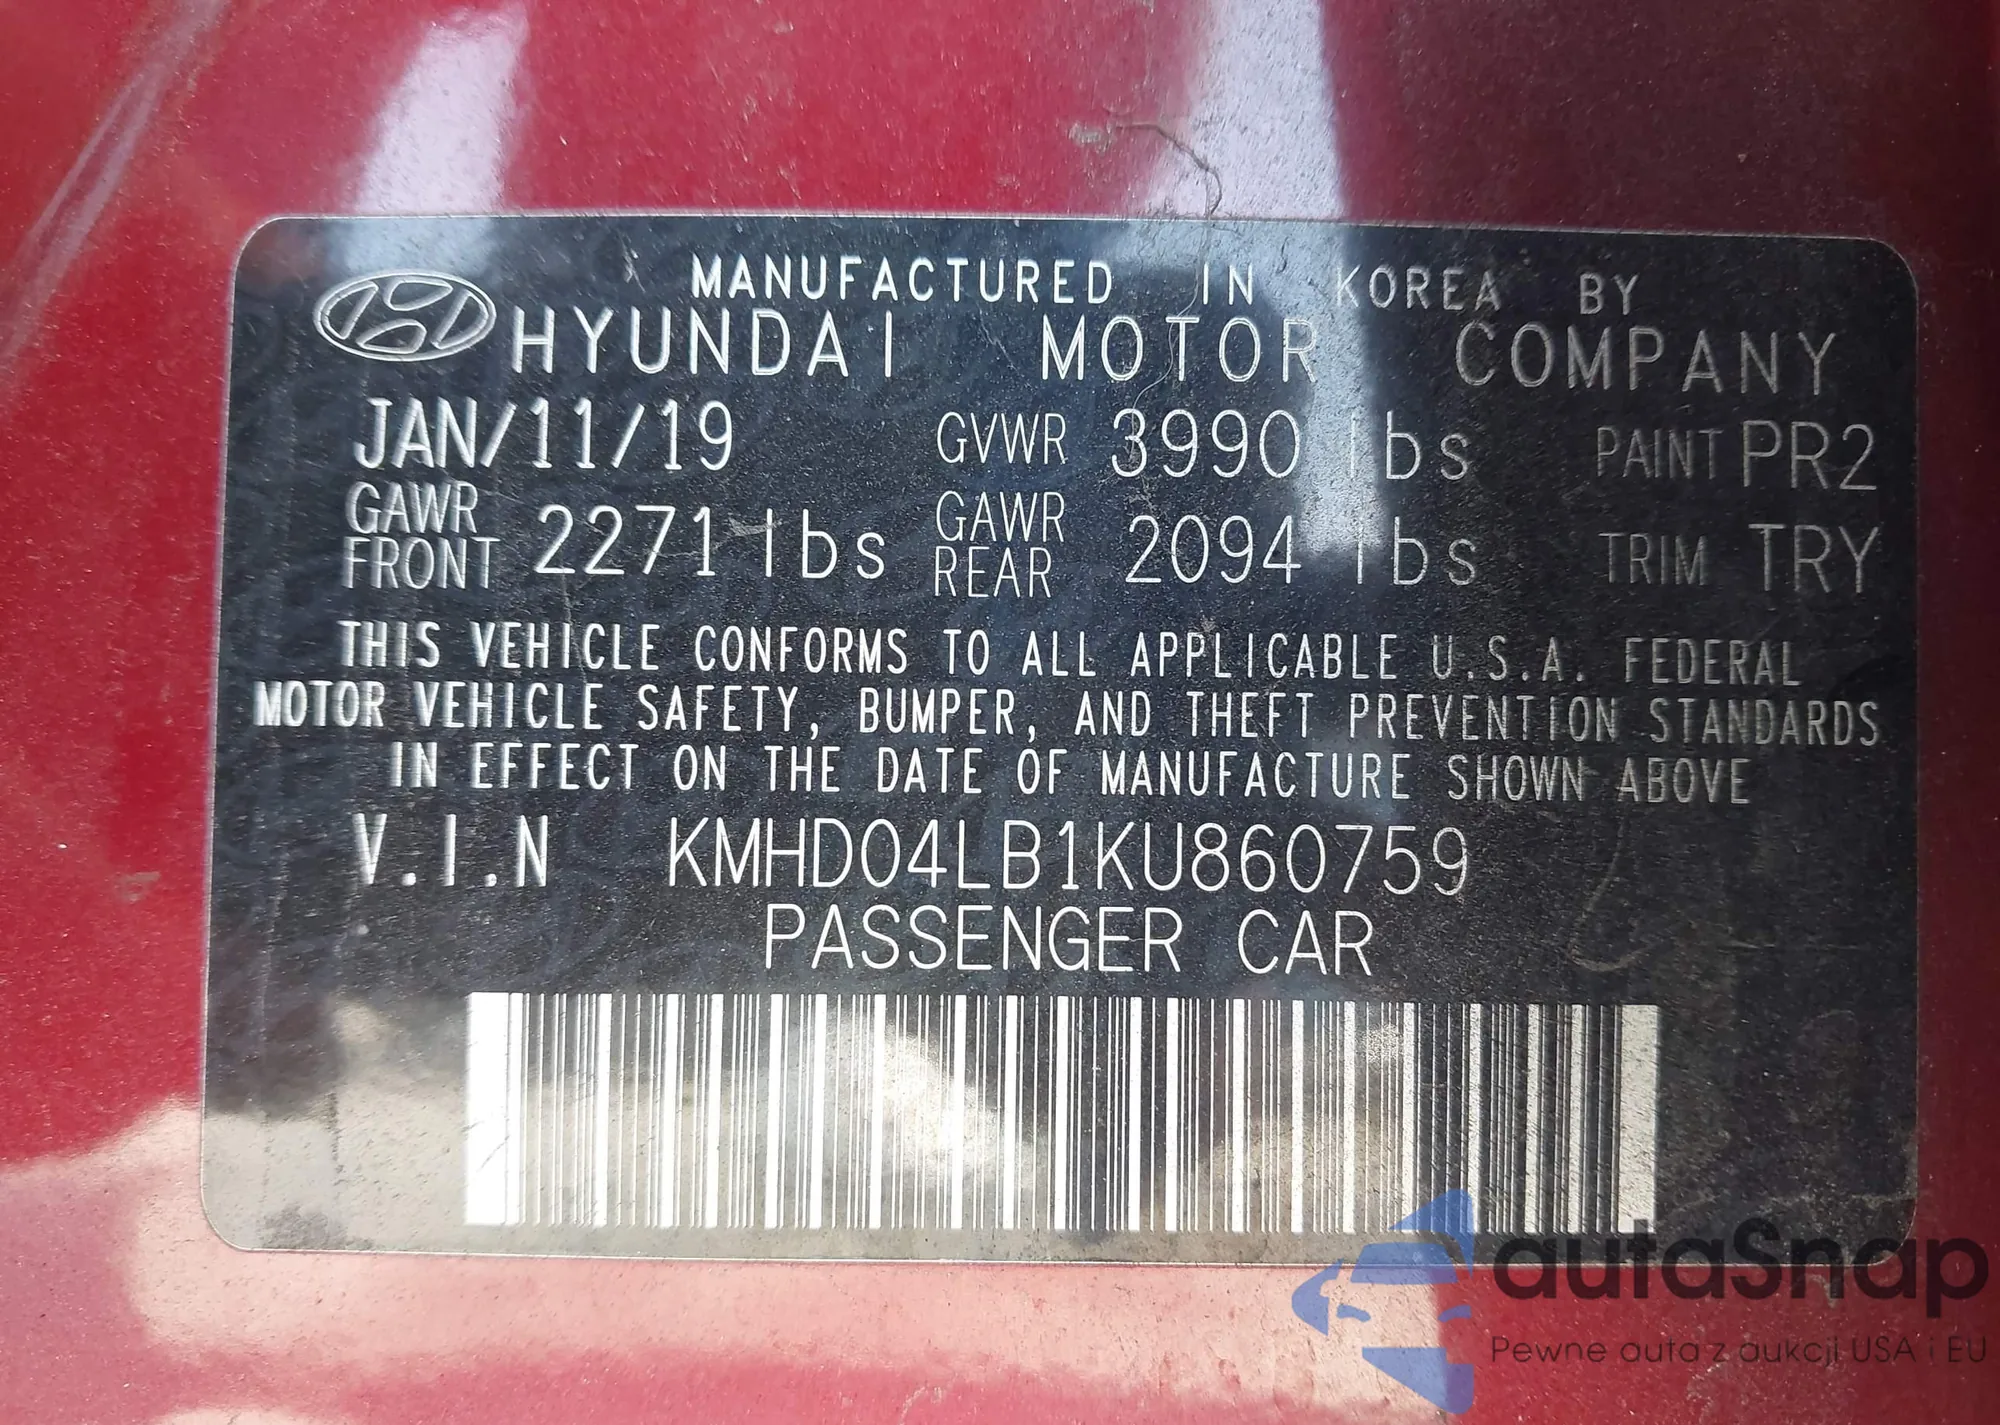 MANUFACTURED IN KOREA BY
HYUNDAI MOTOR COMPANY
JAN/11/19 GVWR 3990 lbs PAINT PR2
GAWR FRONT 2271 lbs GAWR REAR 2094 lbs TRIM TRY
THIS VEHICLE CONFORMS TO ALL APPLICABLE U.S.A. FEDERAL
MOTOR VEHICLE SAFETY, BUMPER, AND THEFT PREVENTION STANDARDS
IN EFFECT ON THE DATE OF MANUFACTURE SHOWN ABOVE
V.I.N KMHD04LB1KU860759
PASSENGER CAR
autaSnap
Pewne auta z aukcji USA i EU